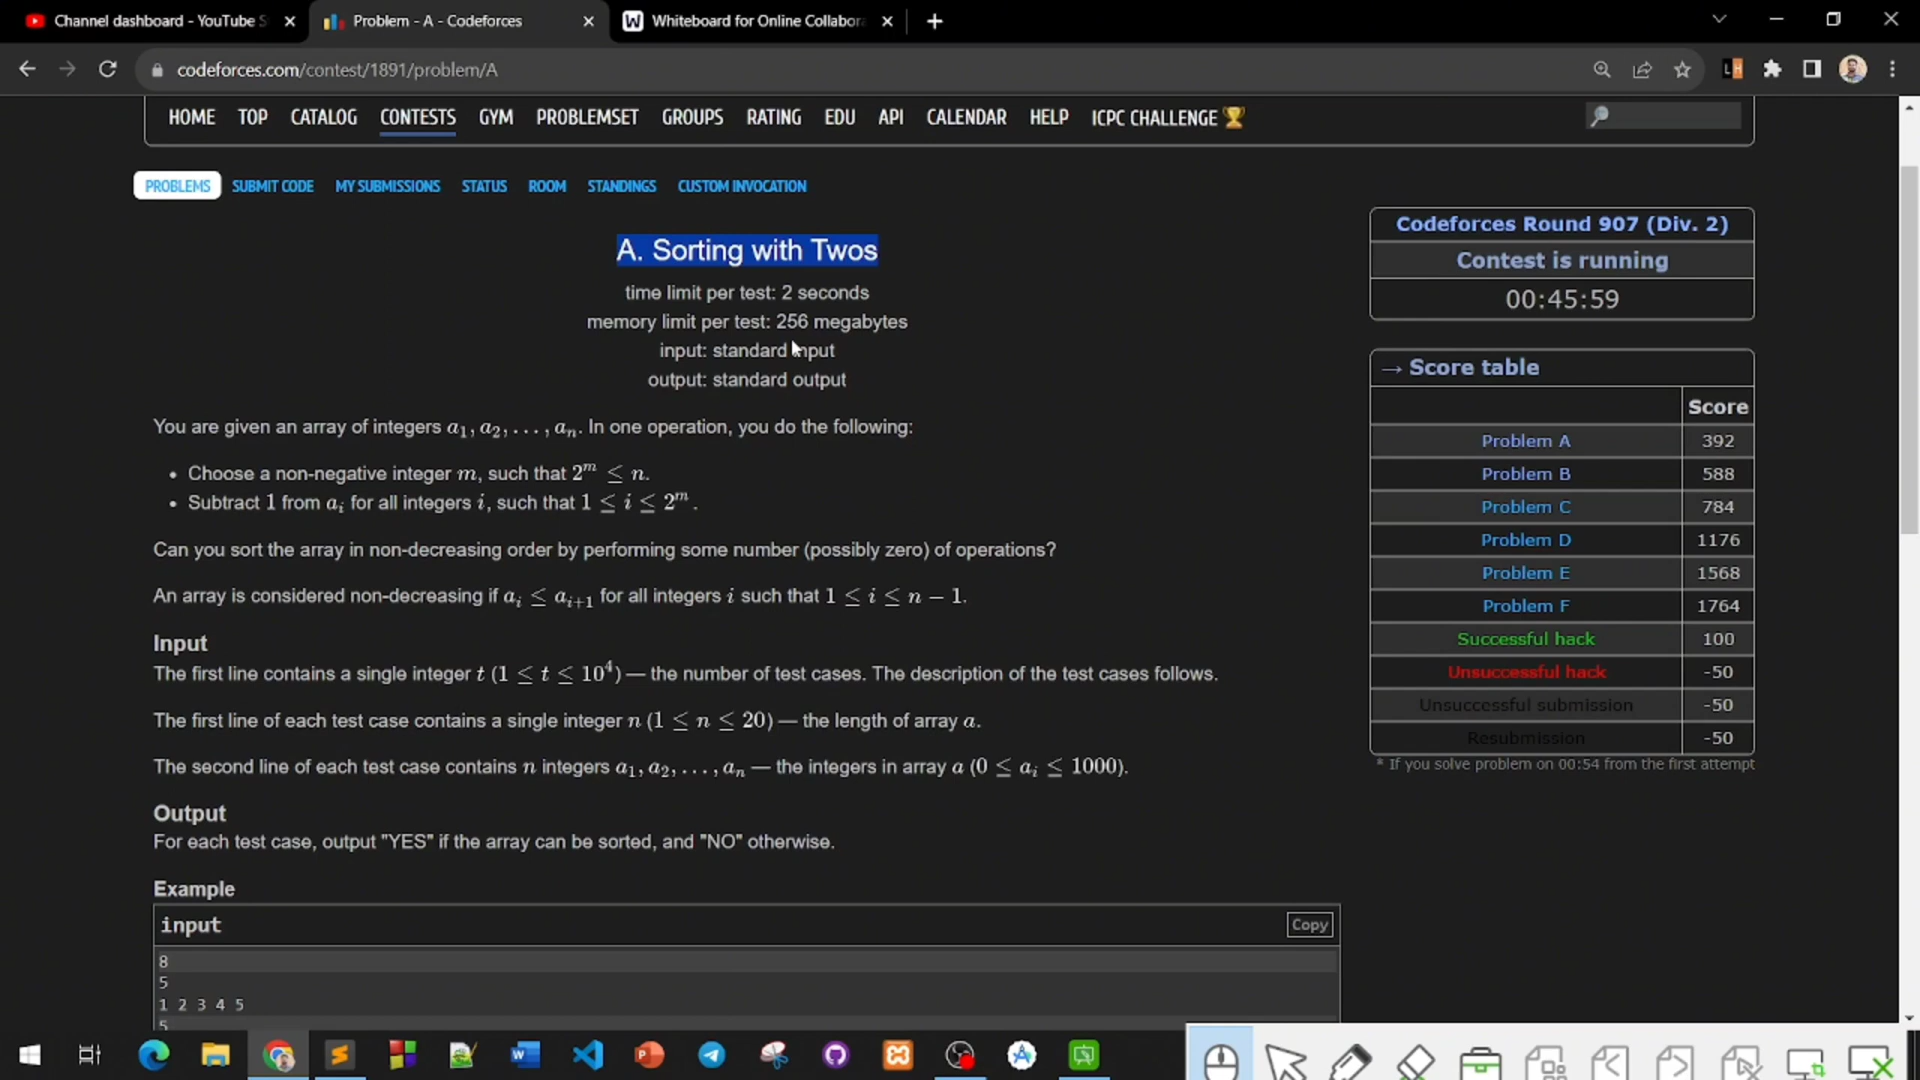 Channel dashboard - YouTube S
Problem - A - Codeforces
Whiteboard for Online Collabora
codeforces.com/contest/1891/problem/A
HOME TOP CATALOG CONTESTS GYM PROBLEMSET GROUPS RATING EDU API CALENDAR HELP ICPC CHALLENGE 🏆
PROBLEMS SUBMIT CODE MY SUBMISSIONS STATUS ROOM STANDINGS CUSTOM INVOCATION
A. Sorting with Twos
time limit per test: 2 seconds
memory limit per test: 256 megabytes
input: standard input
output: standard output
You are given an array of integers a₁, a₂, . . . , aₙ. In one operation, you do the following:
• Choose a non-negative integer m, such that 2ᵐ ≤ n.
• Subtract 1 from aᵢ for all integers i, such that 1 ≤ i ≤ 2ᵐ.
Can you sort the array in non-decreasing order by performing some number (possibly zero) of operations?
An array is considered non-decreasing if aᵢ ≤ aᵢ₊₁ for all integers i such that 1 ≤ i ≤ n − 1.
Input
The first line contains a single integer t (1 ≤ t ≤ 10⁴) — the number of test cases. The description of the test cases follows.
The first line of each test case contains a single integer n (1 ≤ n ≤ 20) — the length of array a.
The second line of each test case contains n integers a₁, a₂, . . . , aₙ — the integers in array a (0 ≤ aᵢ ≤ 1000).
Output
For each test case, output "YES" if the array can be sorted, and "NO" otherwise.
Example
input
Copy
8
5
1 2 3 4 5
5
Codeforces Round 907 (Div. 2)
Contest is running
00:45:59
→ Score table
Score
Problem A 392
Problem B 588
Problem C 784
Problem D 1176
Problem E 1568
Problem F 1764
Successful hack 100
Unsuccessful hack -50
Unsuccessful submission -50
Resubmission -50
* If you solve problem on 00:54 from the first attempt